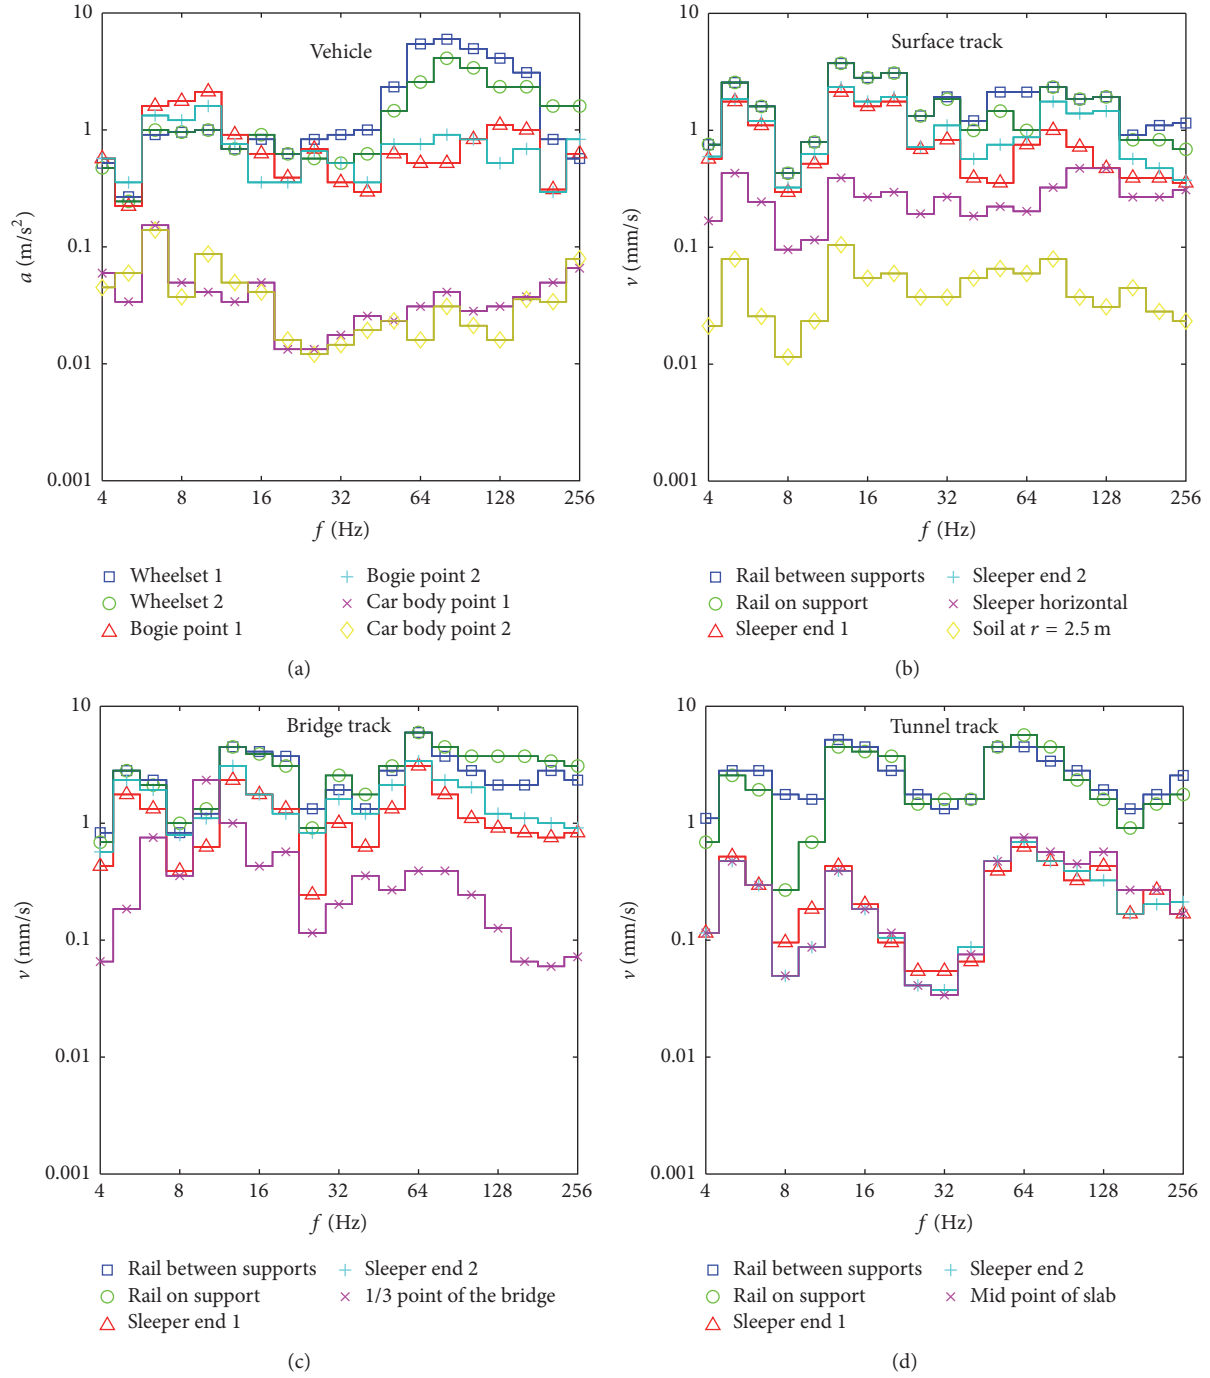 10
1
0.1
0.01
0.001
a (m/s²)
Vehicle
4 8 16 32 64 128 256
f (Hz)
Wheelset 1
Wheelset 2
Bogie point 1
Bogie point 2
Car body point 1
Car body point 2
(a)
10
1
0.1
0.01
0.001
v (mm/s)
Surface track
4 8 16 32 64 128 256
f (Hz)
Rail between supports
Rail on support
Sleeper end 1
Sleeper end 2
Sleeper horizontal
Soil at r = 2.5 m
(b)
10
1
0.1
0.01
0.001
v (mm/s)
Bridge track
4 8 16 32 64 128 256
f (Hz)
Rail between supports
Rail on support
Sleeper end 1
Sleeper end 2
1/3 point of the bridge
(c)
10
1
0.1
0.01
0.001
v (mm/s)
Tunnel track
4 8 16 32 64 128 256
f (Hz)
Rail between supports
Rail on support
Sleeper end 1
Sleeper end 2
Mid point of slab
(d)